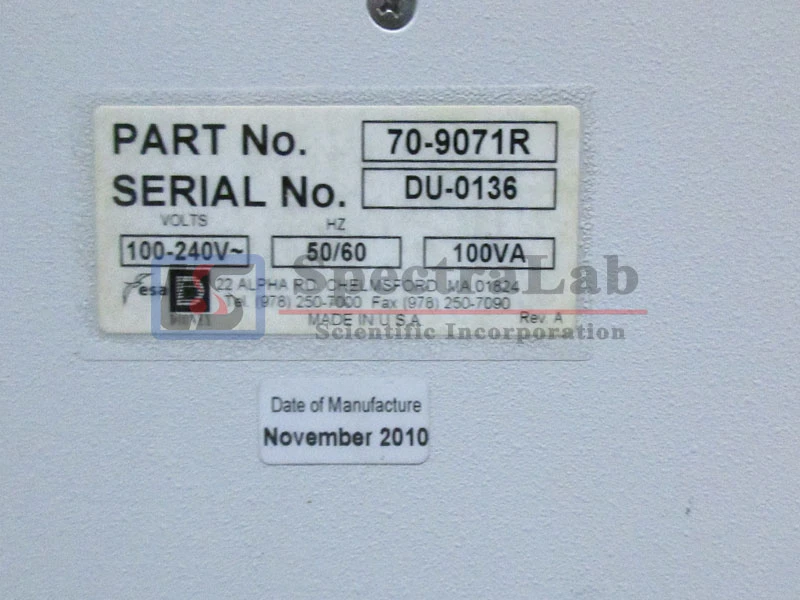 PART No. 70-9071R
SERIAL No. DU-0136
VOLTS HZ
100-240V~ 50/60 100VA
esa D 22 ALPHA RD. CHELMSFORD, MA 01824
Tel. (978) 250-7000 Fax (978) 250-7090
MADE IN U.S.A Rev. A
SpectraLab
Scientific Incorporation
Date of Manufacture
November 2010